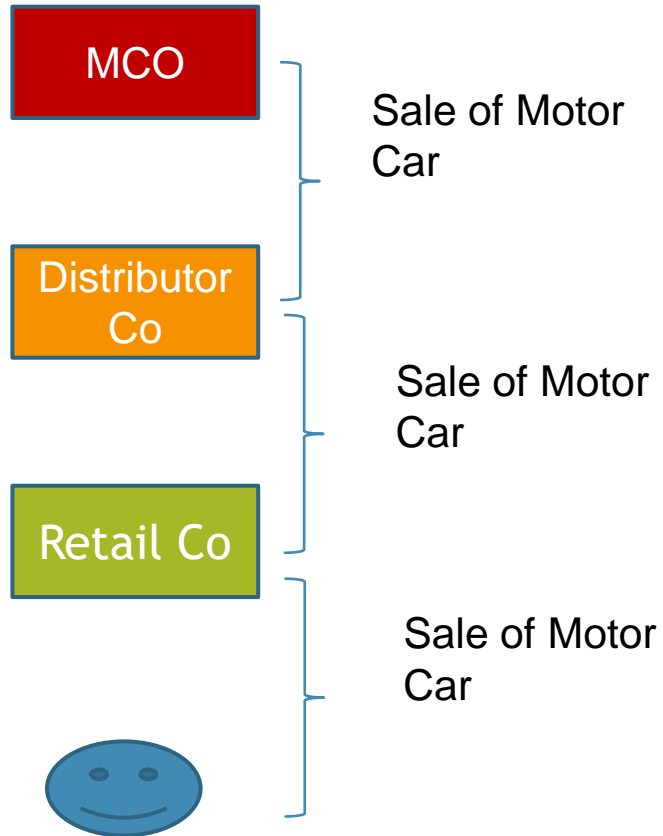 MCO
Sale of Motor
Car
Distributor
Co
Sale of Motor
Car
Retail Co
Sale of Motor
Car